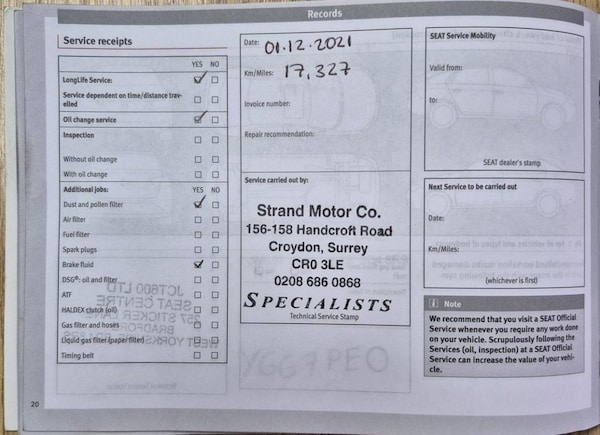 Records
Service receipts
YES NO
LongLife Service:
Service dependent on time/distance trav-
elled
Oil change service
Inspection
Without oil change
With oil change
Additional jobs: YES NO
Dust and pollen filter
Air filter
Fuel filter
Spark plugs
Brake fluid
DSG®: oil and filter
ATF
HALDEX clutch (oil)
Gas filter and hoses
Liquid gas filter (paper filter)
Timing belt
Date: 01.12.2021
Km/Miles: 17,327
Invoice number:
Repair recommendation:
Service carried out by:
Strand Motor Co.
156-158 Handcroft Road
Croydon, Surrey
CR0 3LE
0208 686 0868
SPECIALISTS
Technical Service Stamp
SEAT Service Mobility
Valid from:
to:
SEAT dealer's stamp
Next Service to be carried out
Date:
Km/Miles:
(whichever is first)
i Note
We recommend that you visit a SEAT Official
Service whenever you require any work done
on your vehicle. Scrupulously following the
Services (oil, inspection) at a SEAT Official
Service can increase the value of your vehi-
cle.
20